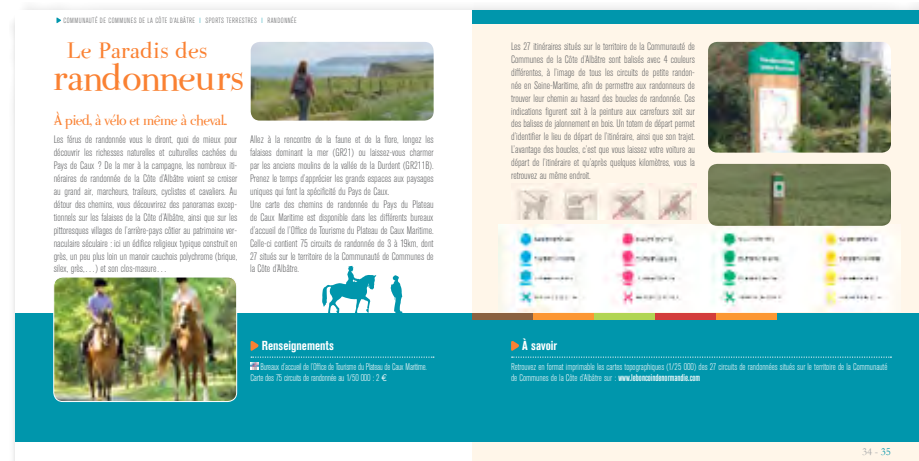 COMMUNAUTÉ DE COMMUNES DE LA CÔTE D'ALBÂTRE I SPORTS TERRESTRES I RANDONNÉE
Le Paradis des
randonneurs
À pied, à vélo et même à cheval.
Les férus de randonnée vous le diront, quoi de mieux pour
découvrir les richesses naturelles et culturelles cachées du
Pays de Caux ? De la mer à la campagne, les nombreux iti-
néraires de randonnée de la Côte d'Albâtre voient se croiser
au grand air, marcheurs, traileurs, cyclistes et cavaliers. Au
détour des chemins, vous découvrirez des panoramas excep-
tionnels sur les falaises de la Côte d'Albâtre, ainsi que sur les
pittoresques villages de l'arrière-pays côtier au patrimoine ver-
naculaire séculaire : ici un édifice religieux typique construit en
grès, un peu plus loin un manoir cauchois polychrome (brique,
silex, grès,...) et son clos-masure...
Allez à la rencontre de la faune et de la flore, longez les
falaises dominant la mer (GR21) ou laissez-vous charmer
par les anciens moulins de la vallée de la Durdent (GR211B).
Prenez le temps d'apprécier les grands espaces aux paysages
uniques qui font la spécificité du Pays de Caux.
Une carte des chemins de randonnée du Pays du Plateau
de Caux Maritime est disponible dans les différents bureaux
d'accueil de l'Office de Tourisme du Plateau de Caux Maritime.
Celle-ci contient 75 circuits de randonnée de 3 à 19km, dont
27 situés sur le territoire de la Communauté de Communes de
la Côte d'Albâtre.
Renseignements
Bureaux d'accueil de l'Office de Tourisme du Plateau de Caux Maritime.
Carte des 75 circuits de randonnée au 1/50 000 : 2 €
Les 27 itinéraires situés sur le territoire de la Communauté de
Communes de la Côte d'Albâtre sont balisés avec 4 couleurs
différentes, à l'image de tous les circuits de petite randon-
née en Seine-Maritime, afin de permettre aux randonneurs de
trouver leur chemin au hasard des boucles de randonnée. Ces
indications figurent soit à la peinture aux carrefours soit sur
des balises de jalonnement en bois. Un totem de départ permet
d'identifier le lieu de départ de l'itinéraire, ainsi que son trajet.
L'avantage des boucles, c'est que vous laissez votre voiture au
départ de l'itinéraire et qu'après quelques kilomètres, vous la
retrouvez au même endroit.
À savoir
Retrouvez en format imprimable les cartes topographiques (1/25 000) des 27 circuits de randonnées situés sur le territoire de la Communauté
de Communes de la Côte d'Albâtre sur : www.leboncoindenormandie.com
34 - 35